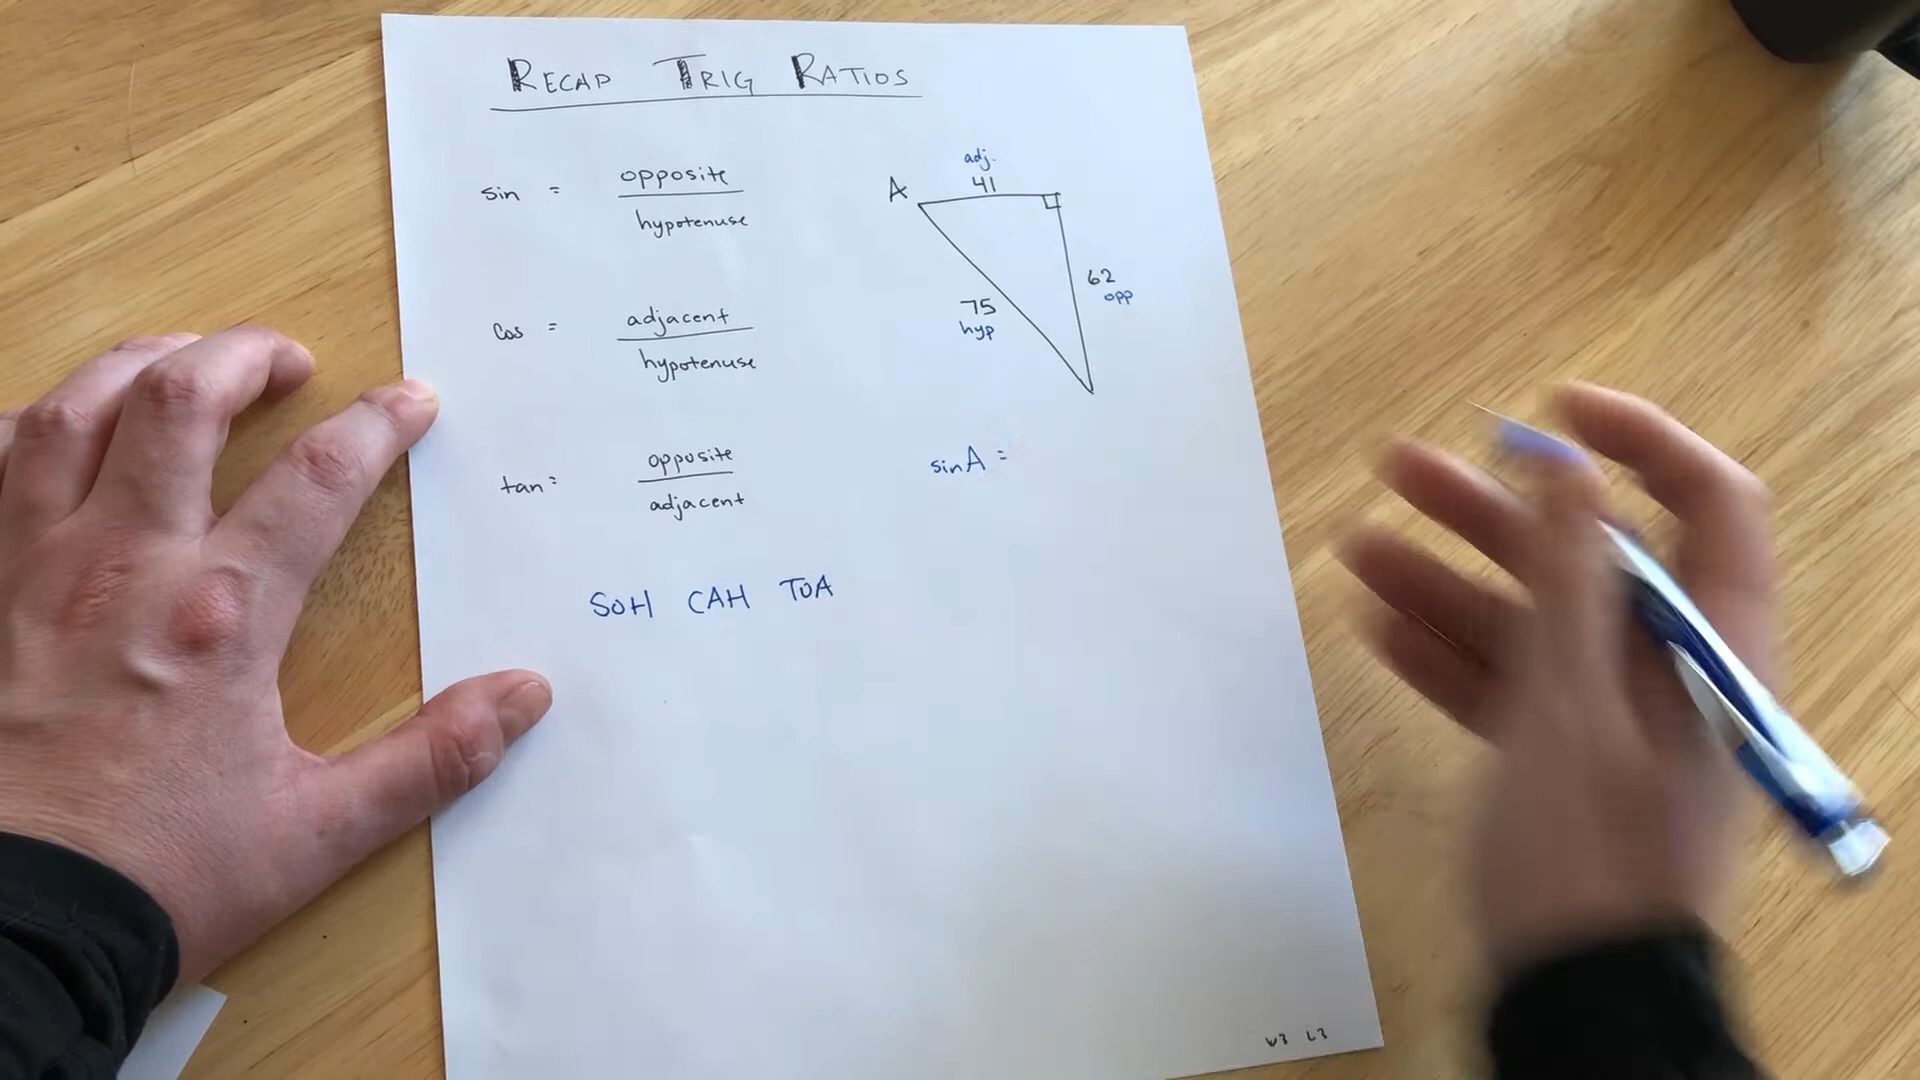 RECAP TRIG RATIOS
sin = opposite
hypotenuse
cos = adjacent
hypotenuse
tan = opposite
adjacent
SOH CAH TOA
adj.
A 41
62
opp
75
hyp
sin A =